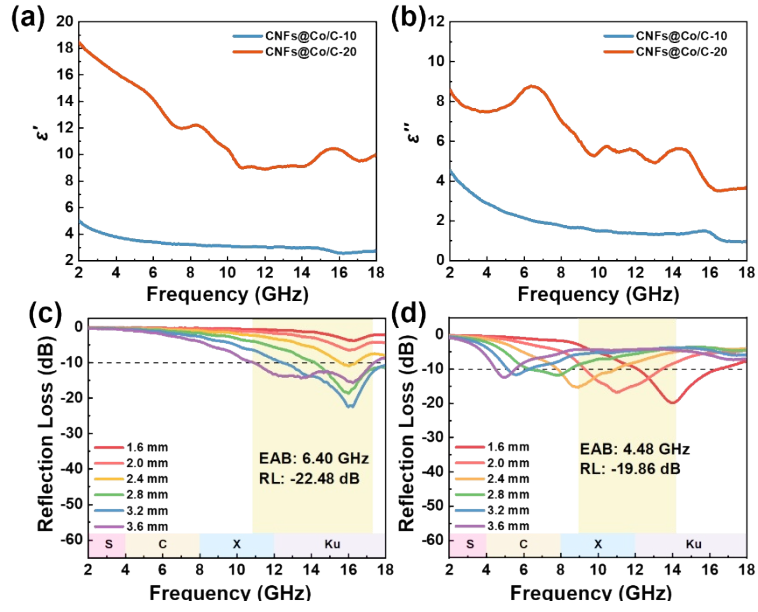 (a)
20
18
16
14
12
10
8
6
4
2
ε′
CNFs@Co/C-10
CNFs@Co/C-20
2 4 6 8 10 12 14 16 18
Frequency (GHz)
(b)
12
10
8
6
4
2
0
ε″
CNFs@Co/C-10
CNFs@Co/C-20
2 4 6 8 10 12 14 16 18
Frequency (GHz)
(c)
0
-10
-20
-30
-40
-50
-60
Reflection Loss (dB)
1.6 mm
2.0 mm
2.4 mm
2.8 mm
3.2 mm
3.6 mm
EAB: 6.40 GHz
RL: -22.48 dB
S C X Ku
2 4 6 8 10 12 14 16 18
Frequency (GHz)
(d)
0
-10
-20
-30
-40
-50
-60
Reflection Loss (dB)
1.6 mm
2.0 mm
2.4 mm
2.8 mm
3.2 mm
3.6 mm
EAB: 4.48 GHz
RL: -19.86 dB
S C X Ku
2 4 6 8 10 12 14 16 18
Frequency (GHz)